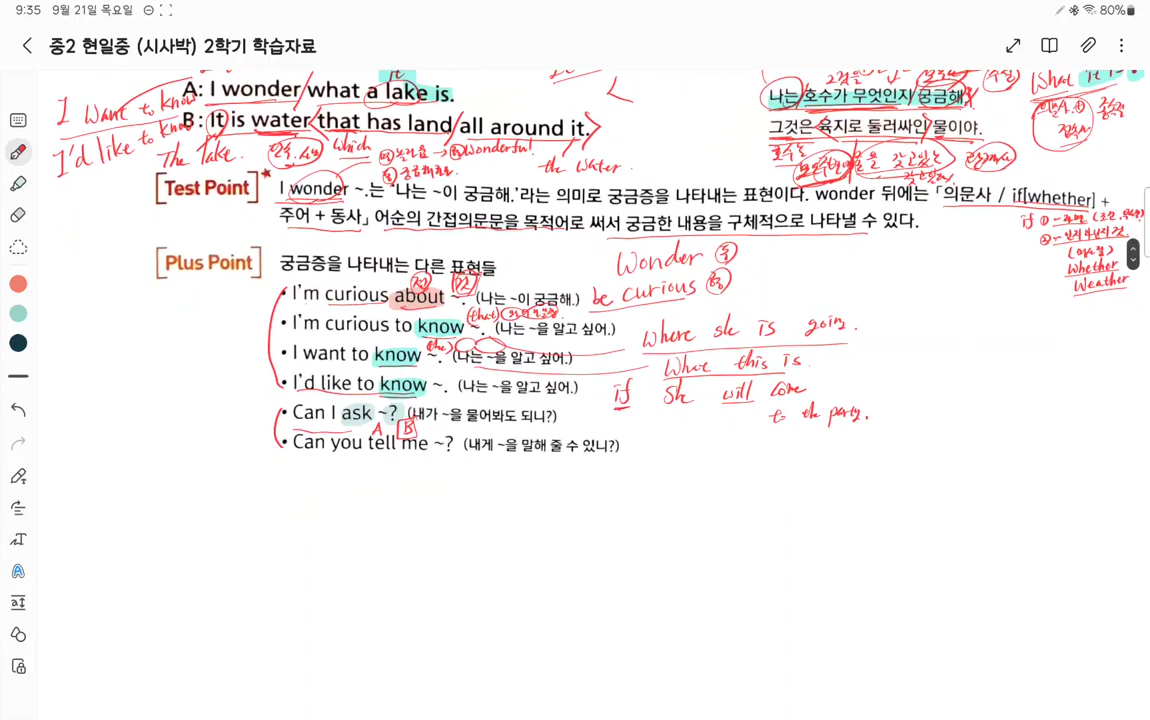 9:35 9월 21일 목요일
80%
중2 현일중 (시사박) 2학기 학습자료
A: I wonder what a lake is.
it
나는 호수가 무엇인지 궁금해.
What it is
I want to know
B: It is water that has land all around it.
그것은 육지로 둘러싸인 물이야.
I'd like to know
The lake.
which
Wonderful!
the water
[Test Point] I wonder ~.는 '나는 ~이 궁금해.'라는 의미로 궁금증을 나타내는 표현이다. wonder 뒤에는 「의문사 / if[whether] +
주어 + 동사」 어순의 간접의문문을 목적어로 써서 궁금한 내용을 구체적으로 나타낼 수 있다.
if
Whether
Weather
[Plus Point] 궁금증을 나타내는 다른 표현들
Wonder 동
be curious 형
• I'm curious about ~. (나는 ~이 궁금해.)
(that)
• I'm curious to know ~. (나는 ~을 알고 싶어.)
where she is going.
• I want to know ~. (나는 ~을 알고 싶어.)
What this is
• I'd like to know ~. (나는 ~을 알고 싶어.)
if she will come
to the party.
• Can I ask ~? (내가 ~을 물어봐도 되니?)
A B
• Can you tell me ~? (내게 ~을 말해 줄 수 있니?)